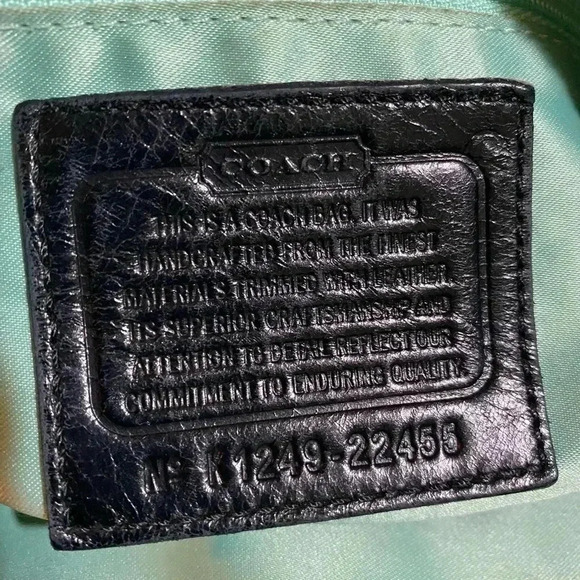 COACH
THIS IS A COACH BAG. IT WAS
HANDCRAFTED FROM THE FINEST
MATERIALS TRIMMED WITH LEATHER.
ITS SUPERIOR CRAFTSMANSHIP AND
ATTENTION TO DETAIL REFLECT OUR
COMMITMENT TO ENDURING QUALITY.
No K1249-22455